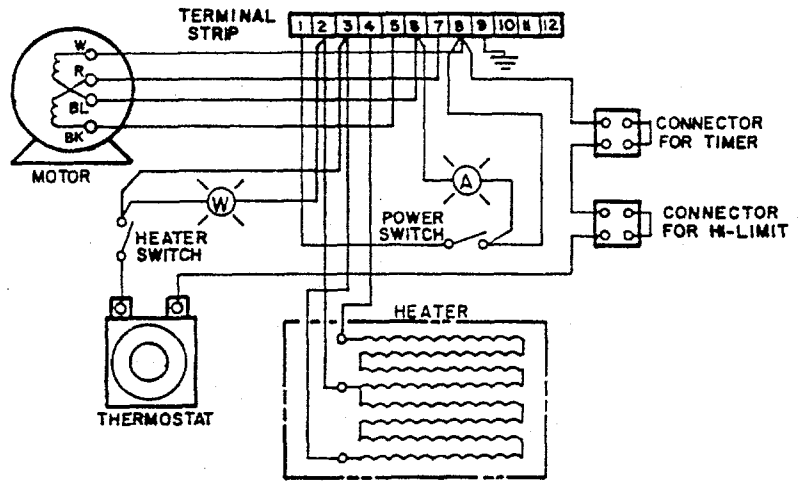 TERMINAL
STRIP
1 2 3 4 5 6 7 8 9 10 11 12
W
R
BL
BK
MOTOR
CONNECTOR
FOR TIMER
A
W
POWER
SWITCH
CONNECTOR
FOR HI-LIMIT
HEATER
SWITCH
HEATER
THERMOSTAT